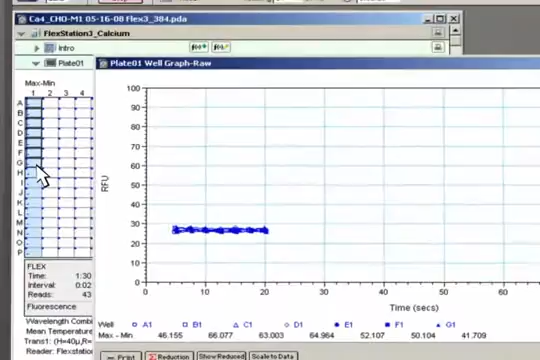 Ca4_CHO-M1 05-16-08 Flex3_384.pda
FlexStation3_Calcium
Intro
Plate01
Plate01 Well Graph-Raw
Max-Min
1 2 3 4
A
B
C
D
E
F
G
H
I
J
K
L
M
N
O
P
100
90
80
70
60
50
40
30
20
10
0
RFU
0 10 20 30 40 50 60
Time (secs)
FLEX
Time: 1:30
Interval: 0:02
Reads: 43
Fluorescence
Wavelength Combi
Mean Temperature
Trans1: (H=40µ,R=
Reader: Flexstation
Well A1 B1 C1 D1 E1 F1 G1
Max - Min 46.155 66.077 63.003 64.964 52.107 50.104 41.709
Print Reduction Show Reduced Scale to Data